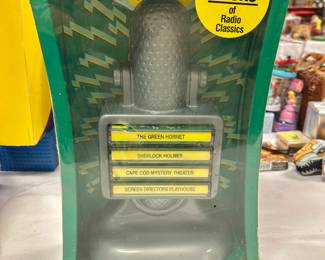 of
Radio
Classics
THE GREEN HORNET
SHERLOCK HOLMES
CAPE COD MYSTERY THEATER
SCREEN DIRECTORS PLAYHOUSE